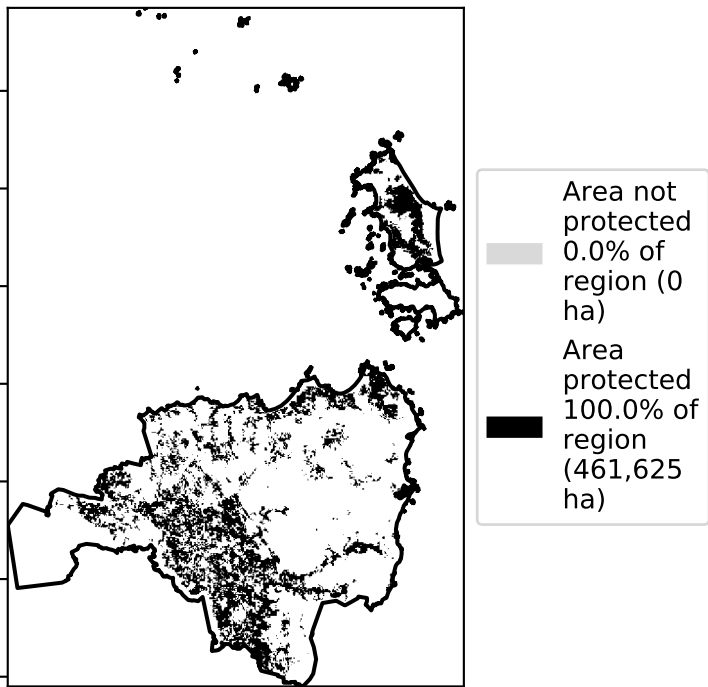 Area not
protected
0.0% of
region (0
ha)
Area
protected
100.0% of
region
(461,625
ha)